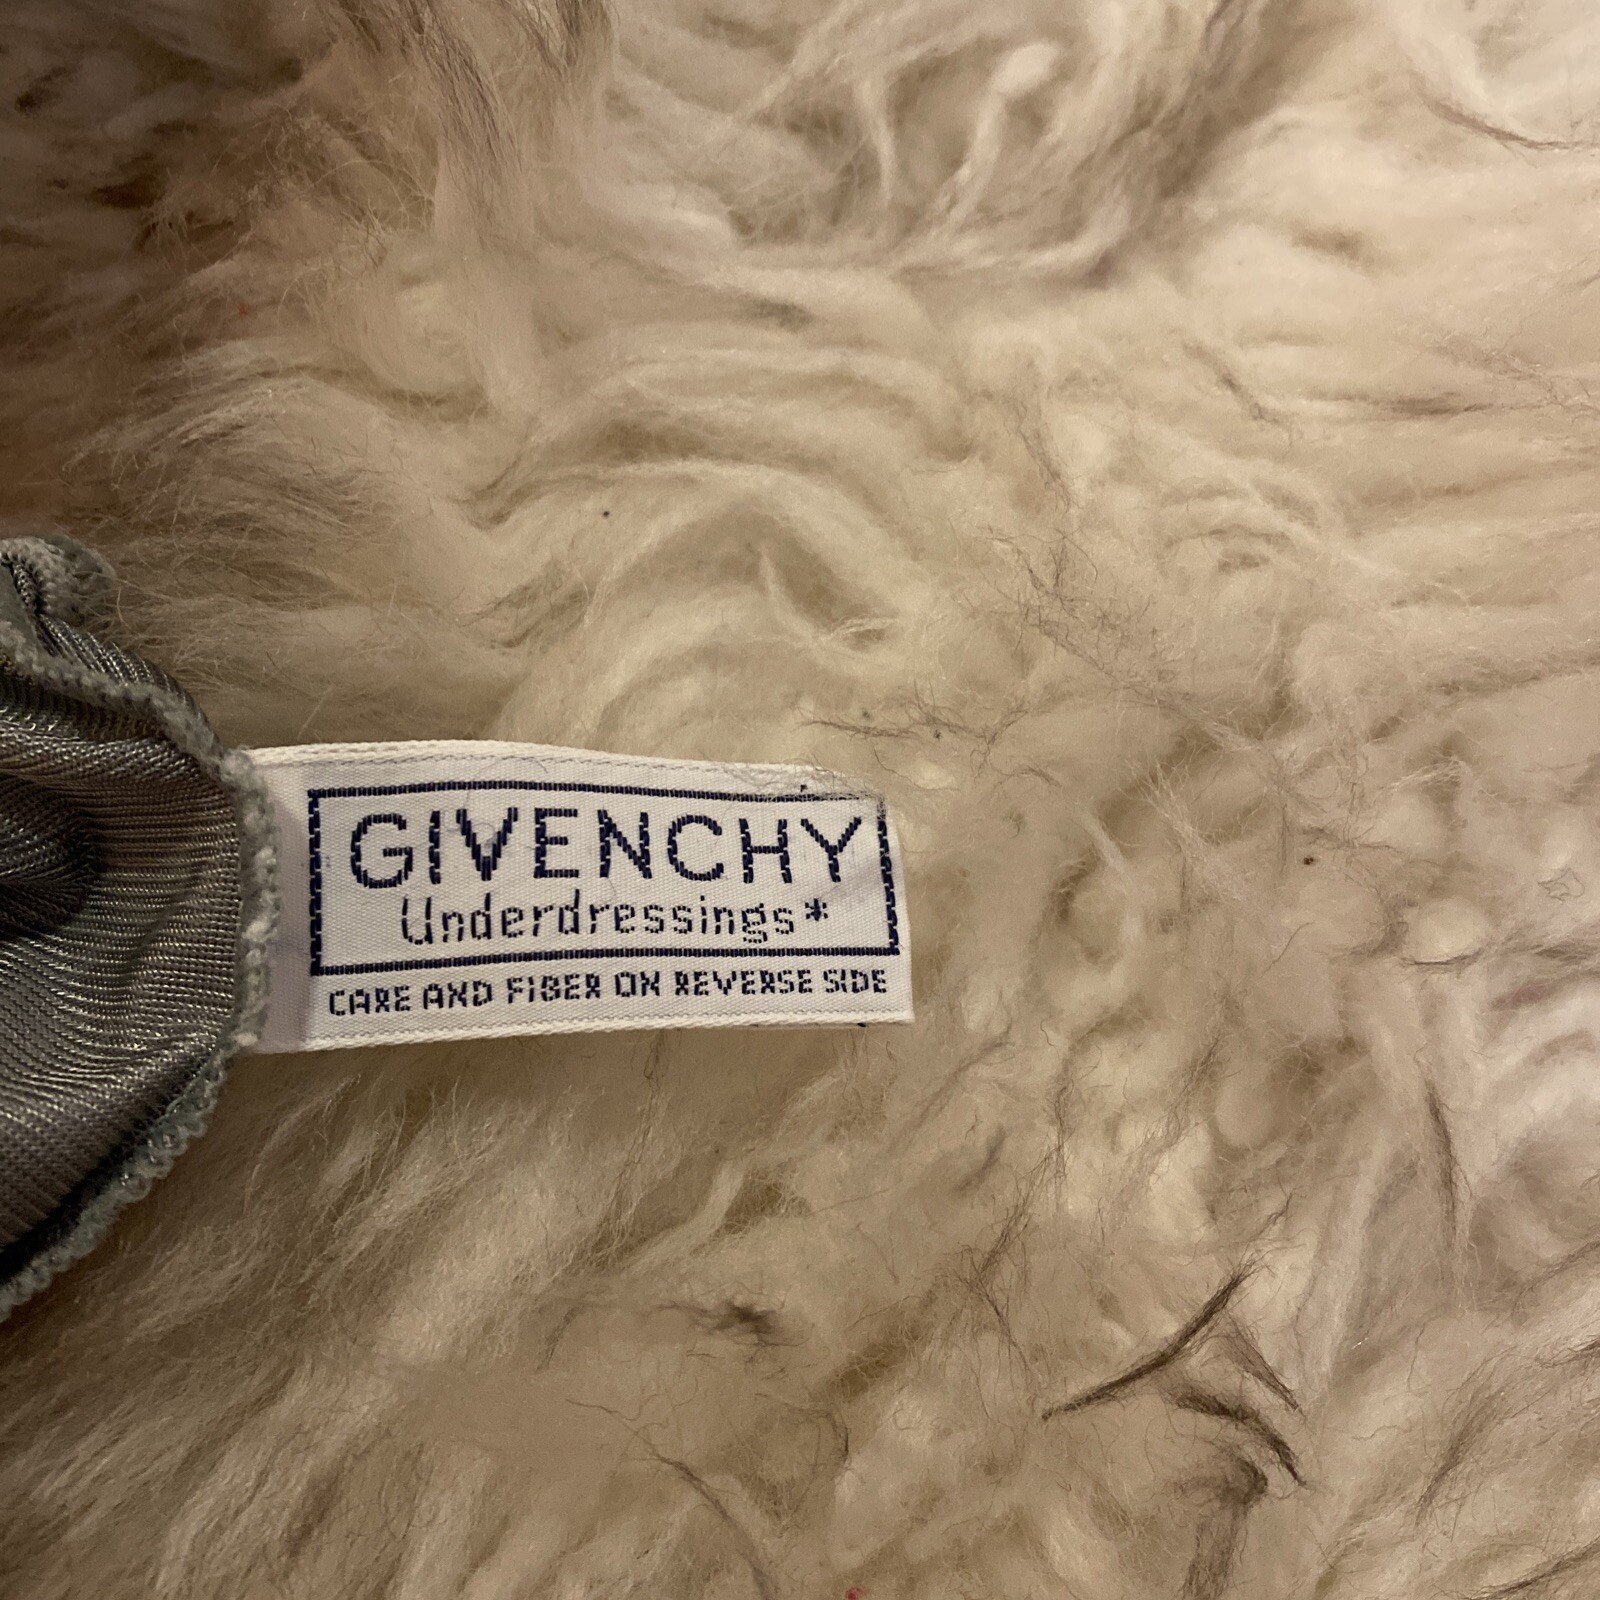 GIVENCHY
Underdressings*
CARE AND FIBER ON REVERSE SIDE